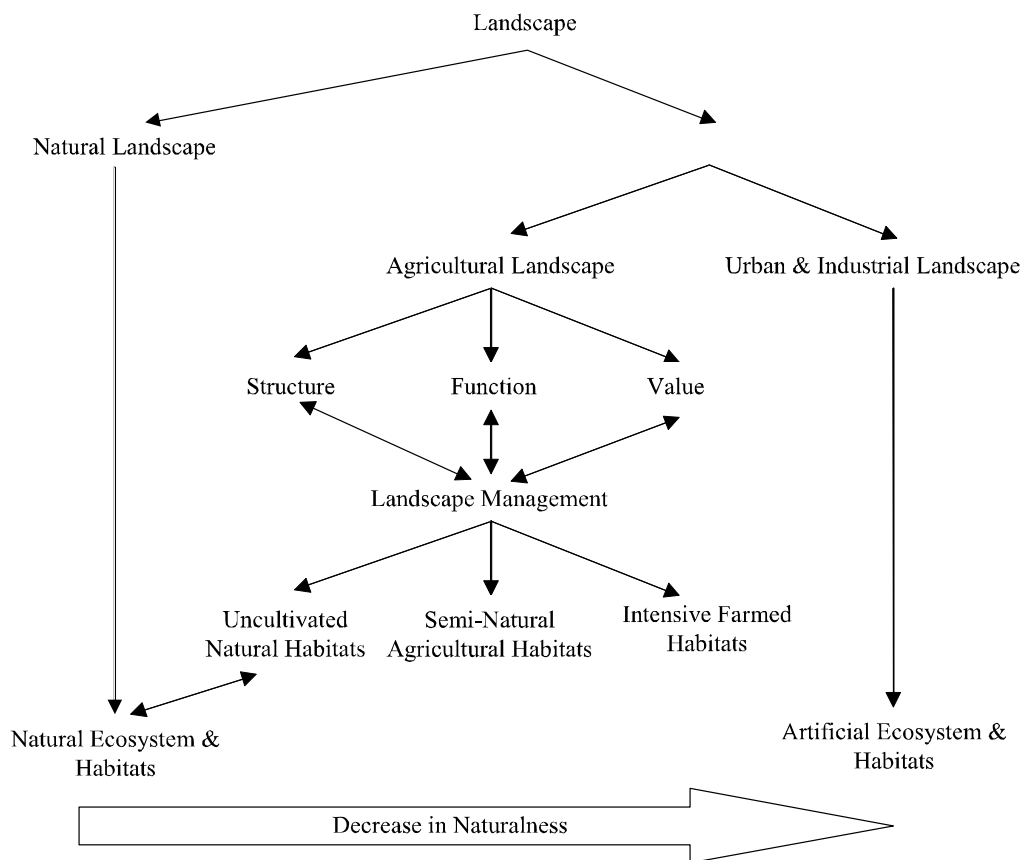 Landscape
Natural Landscape
Agricultural Landscape
Urban & Industrial Landscape
Structure
Function
Value
Landscape Management
Uncultivated
Natural Habitats
Semi-Natural
Agricultural Habitats
Intensive Farmed
Habitats
Natural Ecosystem &
Habitats
Artificial Ecosystem &
Habitats
Decrease in Naturalness